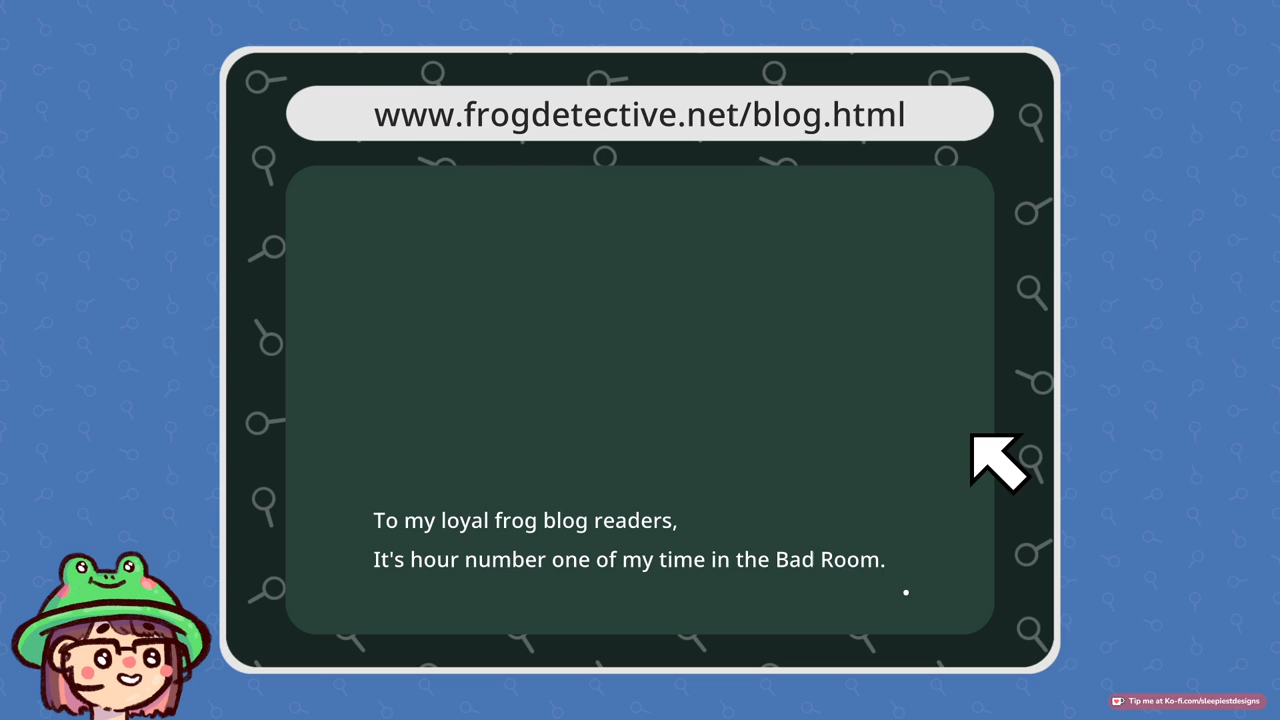 www.frogdetective.net/blog.html
To my loyal frog blog readers,
It's hour number one of my time in the Bad Room.
Tip me at Ko-fi.com/sleepiestdesigns